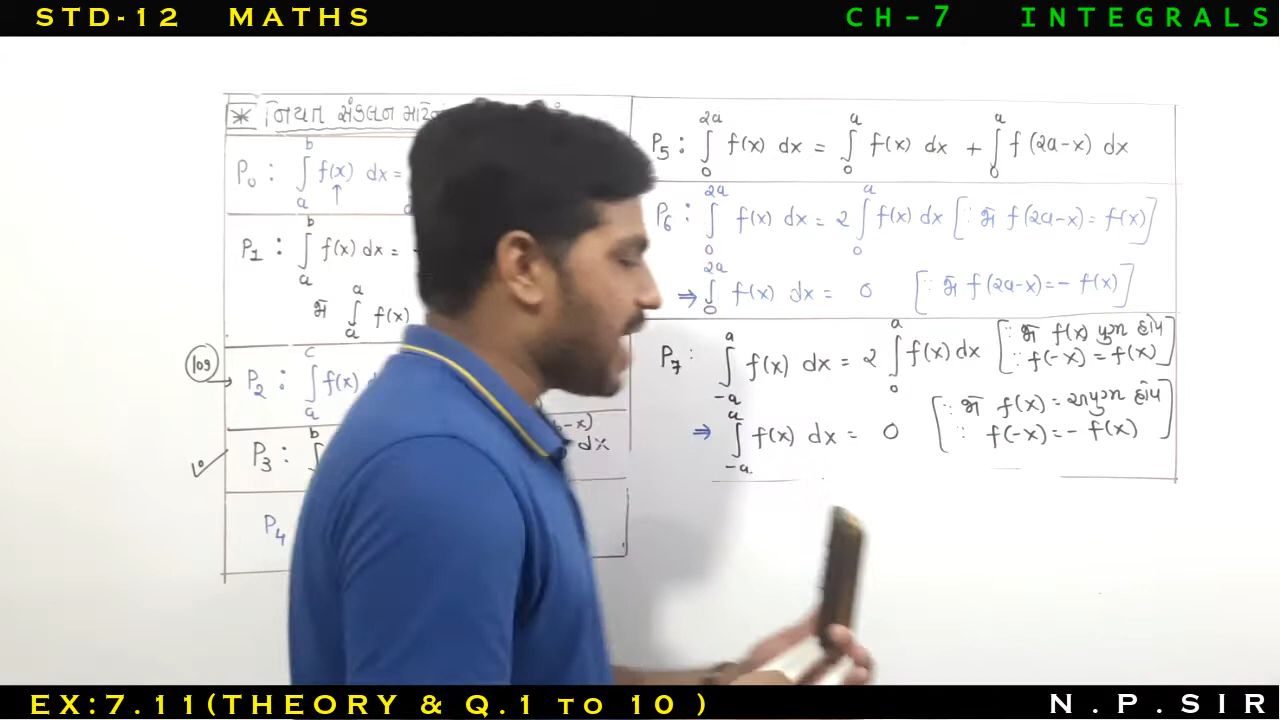 STD-12 MATHS
CH-7 INTEGRALS
* નિયત સંકલન
P₀ : ∫ₐᵇ f(x) dx =
↑
P₁ : ∫ₐᵇ f(x) dx = -
જો ∫ₐᵃ f(x)
(109) → P₂ : ∫ₐᶜ f(x)
P₃ : ∫ᵇ
b-x)
dx
P₄
P₅ : ∫₀²ᵃ f(x) dx = ∫₀ᵃ f(x) dx + ∫₀ᵃ f(2a-x) dx
P₆ : ∫₀²ᵃ f(x) dx = 2 ∫₀ᵃ f(x) dx [∵ જો f(2a-x) = f(x)]
⇒ ∫₀²ᵃ f(x) dx = 0 [∵ જો f(2a-x) = - f(x)]
P₇ : ∫₋ₐᵃ f(x) dx = 2 ∫₀ᵃ f(x) dx [∵ જો f(x) યુગ્મ હોય
∵ f(-x) = f(x)]
⇒ ∫₋ₐᵃ f(x) dx = 0 [∵ જો f(x) = અયુગ્મ હોય
∵ f(-x) = - f(x)]
EX:7.11(THEORY & Q.1 TO 10 )
N.P.SIR